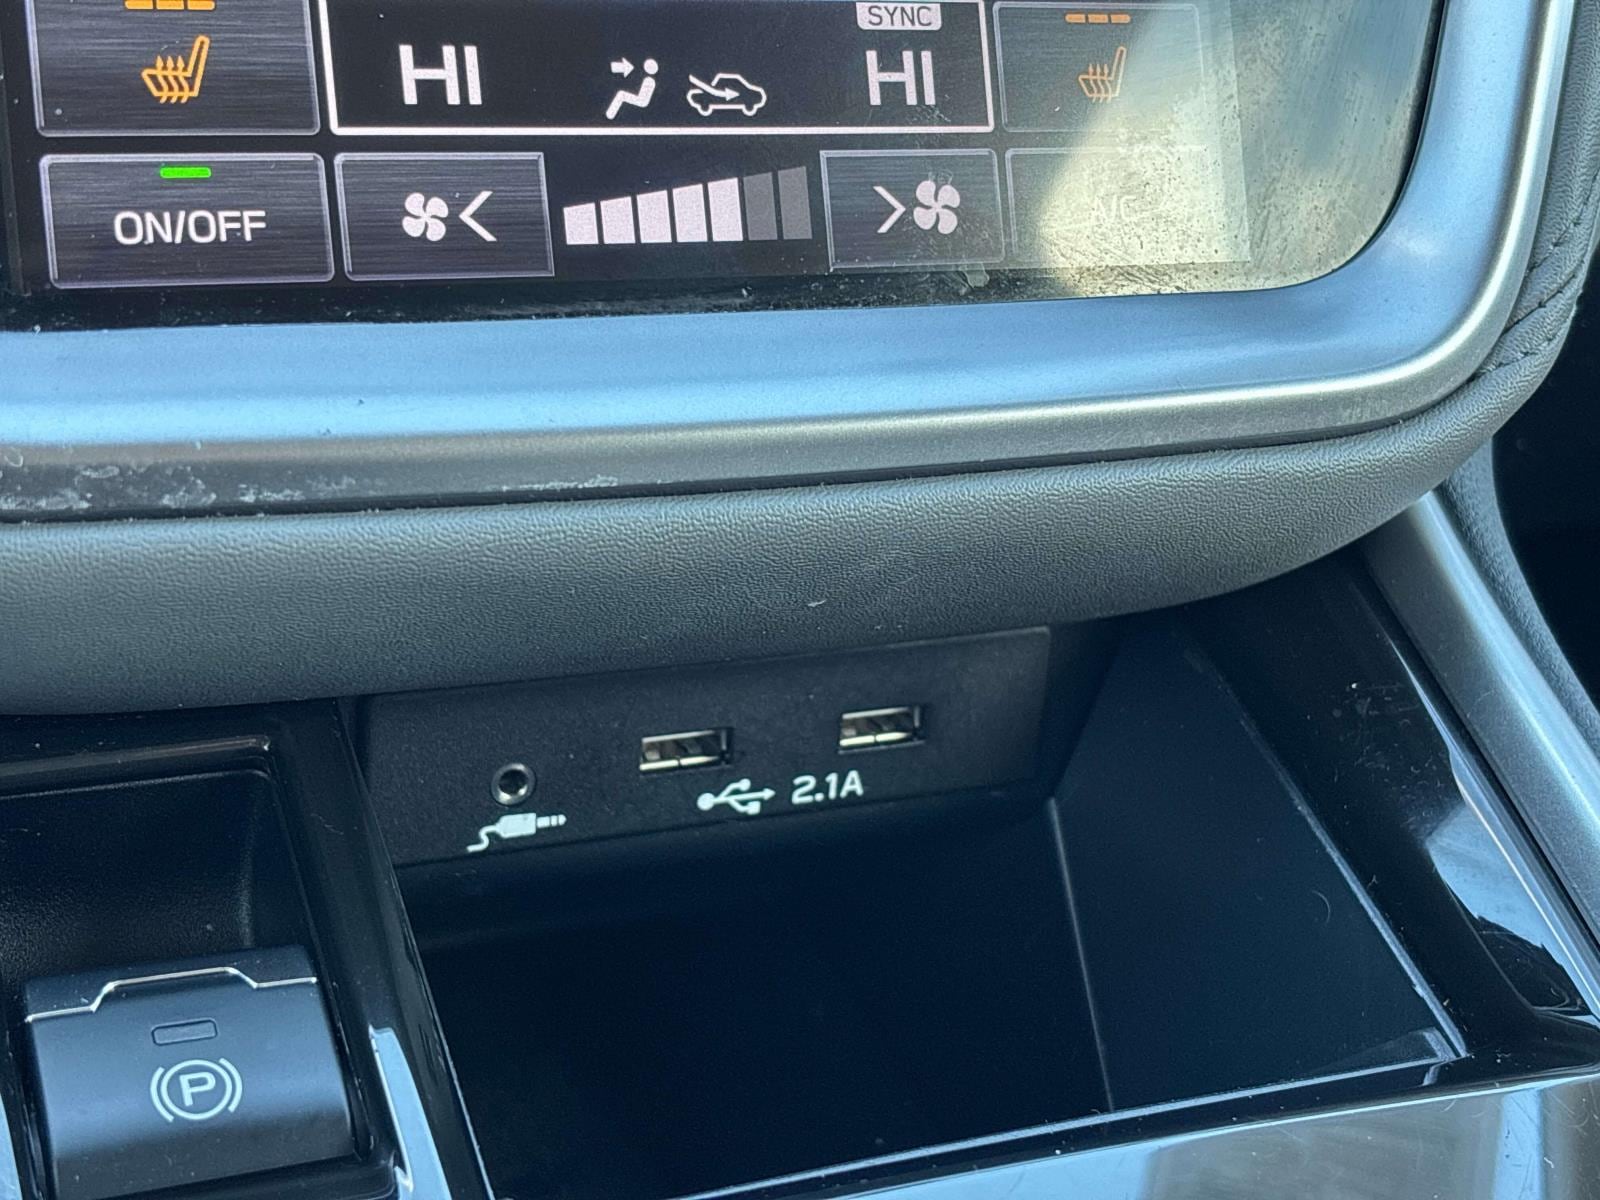 SYNC
HI HI
ON/OFF
2.1A
P